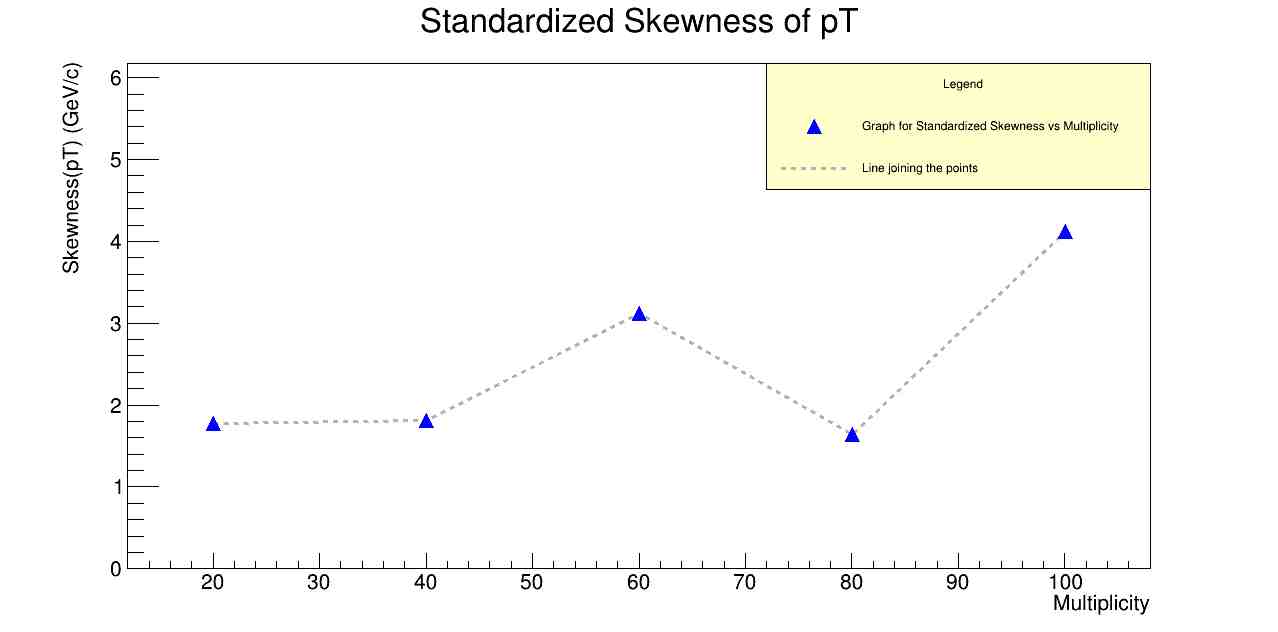 Standardized Skewness of pT
Skewness(pT) (GeV/c)
6
5
4
3
2
1
0
Legend
Graph for Standardized Skewness vs Multiplicity
Line joining the points
20 30 40 50 60 70 80 90 100
Multiplicity